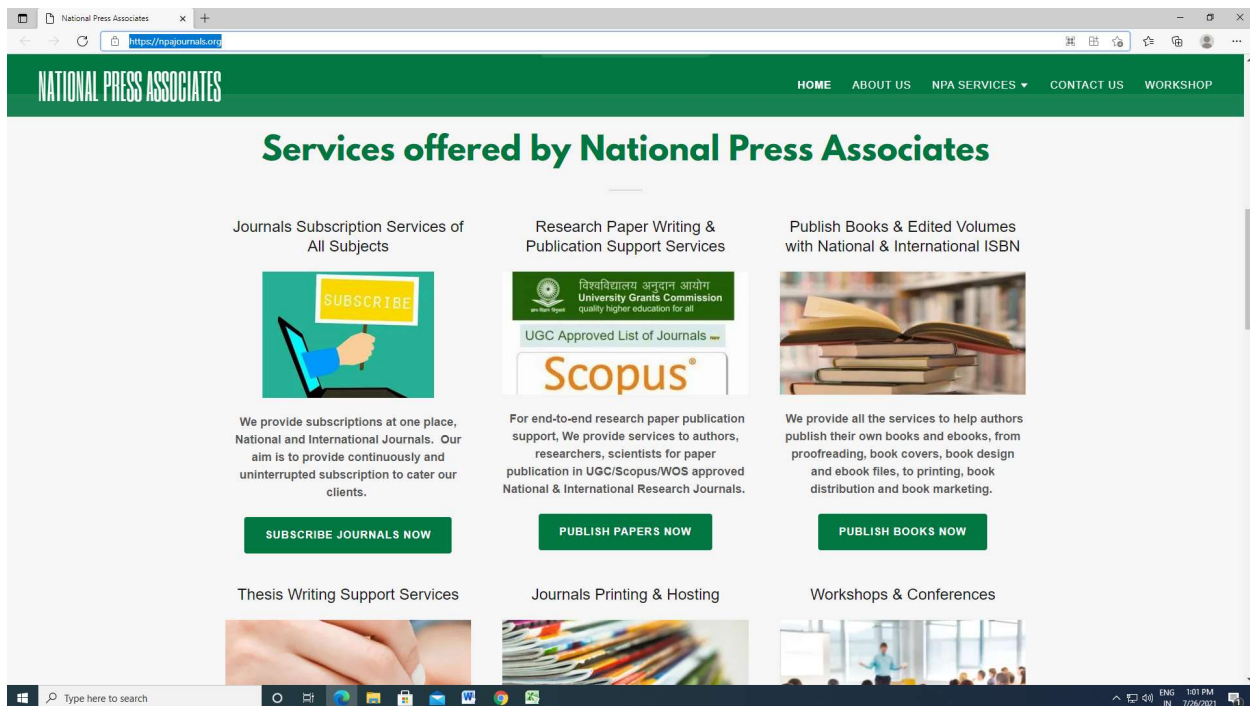 National Press Associates
https://npajournals.org
NATIONAL PRESS ASSOCIATES
HOME ABOUT US NPA SERVICES CONTACT US WORKSHOP
Services offered by National Press Associates
Journals Subscription Services of
All Subjects
SUBSCRIBE
We provide subscriptions at one place,
National and International Journals. Our
aim is to provide continuously and
uninterrupted subscription to cater our
clients.
SUBSCRIBE JOURNALS NOW
Research Paper Writing &
Publication Support Services
विश्वविद्यालय अनुदान आयोग
University Grants Commission
quality higher education for all
UGC Approved List of Journals
Scopus®
For end-to-end research paper publication
support, We provide services to authors,
researchers, scientists for paper
publication in UGC/Scopus/WOS approved
National & International Research Journals.
PUBLISH PAPERS NOW
Publish Books & Edited Volumes
with National & International ISBN
We provide all the services to help authors
publish their own books and ebooks, from
proofreading, book covers, book design
and ebook files, to printing, book
distribution and book marketing.
PUBLISH BOOKS NOW
Thesis Writing Support Services
Journals Printing & Hosting
Workshops & Conferences
Type here to search
ENG
IN
1:01 PM
7/26/2021